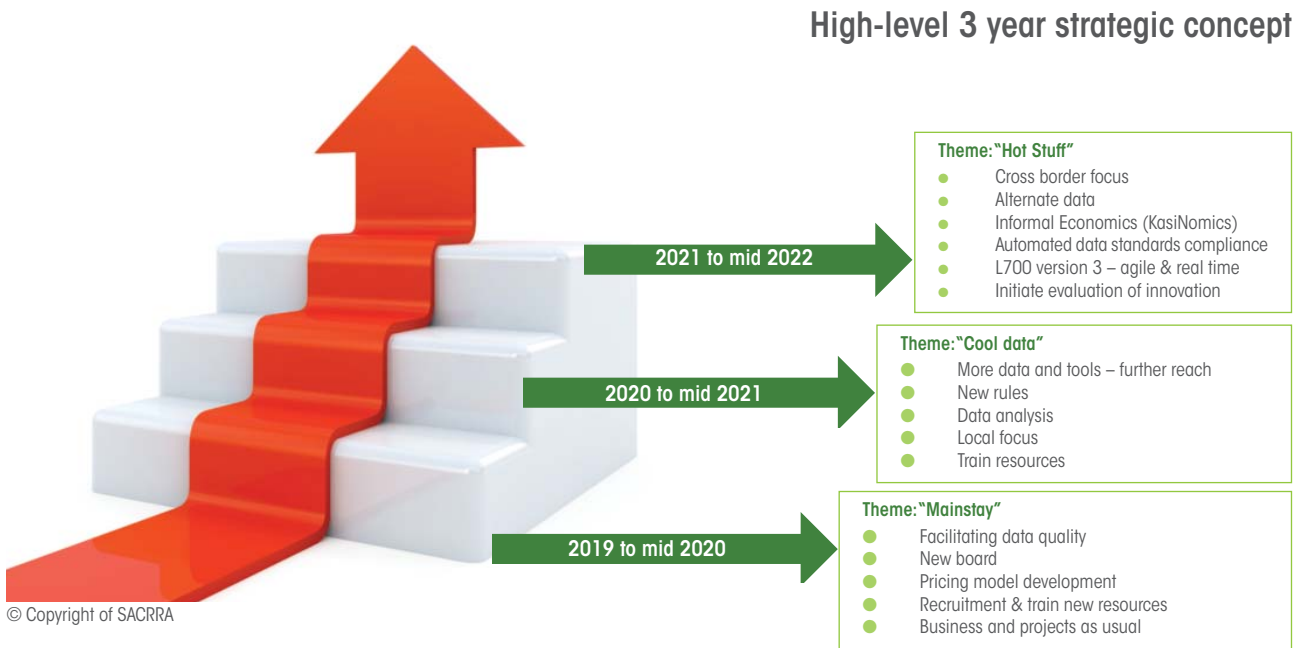 High-level 3 year strategic concept
2021 to mid 2022
Theme:"Hot Stuff"
Cross border focus
Alternate data
Informal Economics (KasiNomics)
Automated data standards compliance
L700 version 3 – agile & real time
Initiate evaluation of innovation
2020 to mid 2021
Theme:"Cool data"
More data and tools – further reach
New rules
Data analysis
Local focus
Train resources
2019 to mid 2020
Theme:"Mainstay"
Facilitating data quality
New board
Pricing model development
Recruitment & train new resources
Business and projects as usual
© Copyright of SACRRA